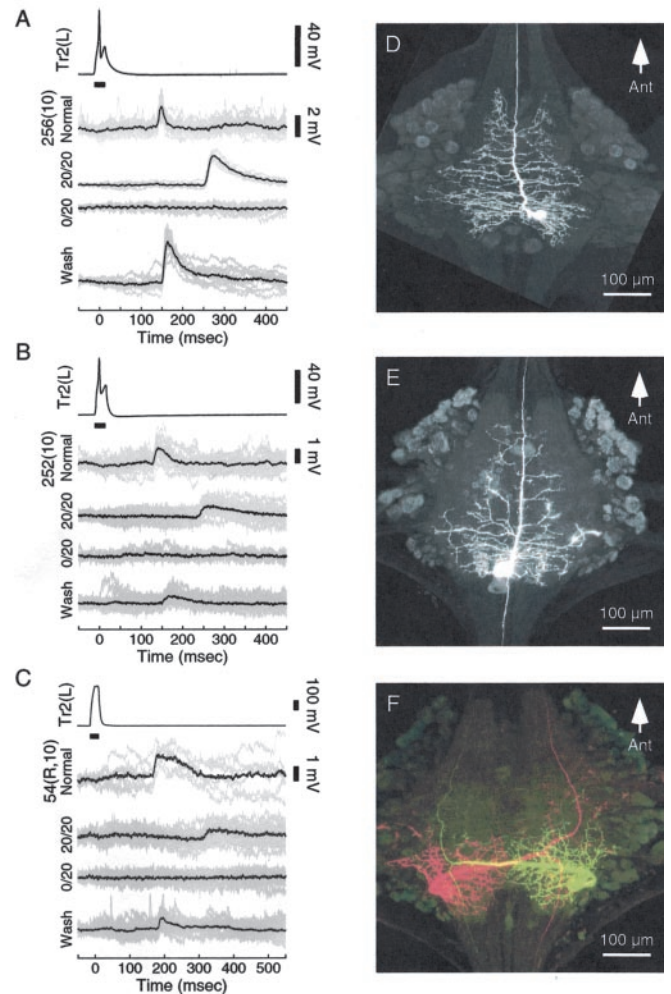 A
Tr2(L)
40 mV
256(10)
Normal
2 mV
20/20
0/20
Wash
0 100 200 300 400
Time (msec)
B
Tr2(L)
40 mV
252(10)
Normal
1 mV
20/20
0/20
Wash
0 100 200 300 400
Time (msec)
C
Tr2(L)
100 mV
54(R,10)
Normal
1 mV
20/20
0/20
Wash
0 100 200 300 400 500
Time (msec)
D
Ant
100 µm
E
Ant
100 µm
F
Ant
100 µm